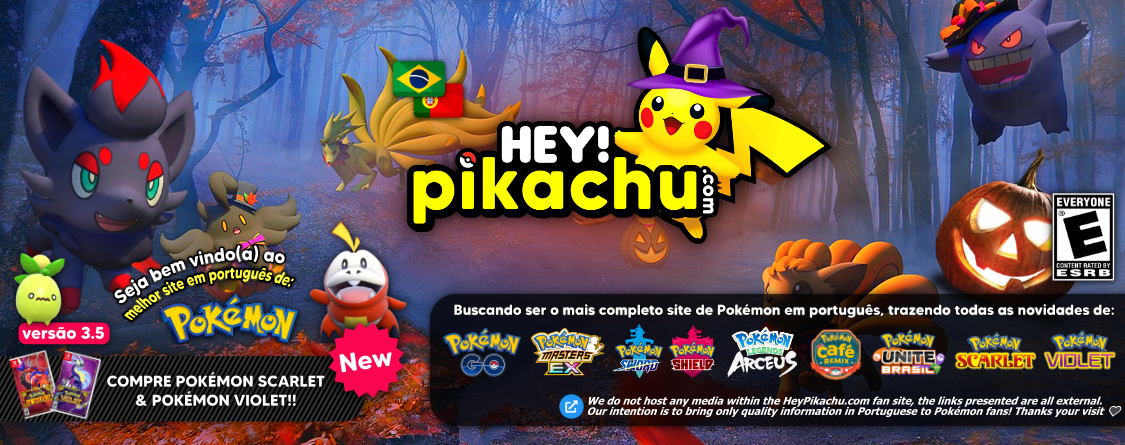 HEY!
pikachu
.com
Seja bem vindo(a) ao
melhor site em português de:
POKéMON
versão 3.5
New
COMPRE POKÉMON SCARLET
& POKÉMON VIOLET!!
EVERYONE
E
CONTENT RATED BY
ESRB
Buscando ser o mais completo site de Pokémon em português, trazendo todas as novidades de:
POKéMON GO
POKéMON MASTERS EX
POKéMON SWORD
POKéMON SHIELD
POKéMON LEGENDS ARCEUS
POKéMON Café REMIX
POKéMON UNITE BRASIL
POKéMON SCARLET
POKéMON VIOLET
We do not host any media within the HeyPikachu.com fan site, the links presented are all external.
Our intention is to bring only quality information in Portuguese to Pokémon fans! Thanks your visit